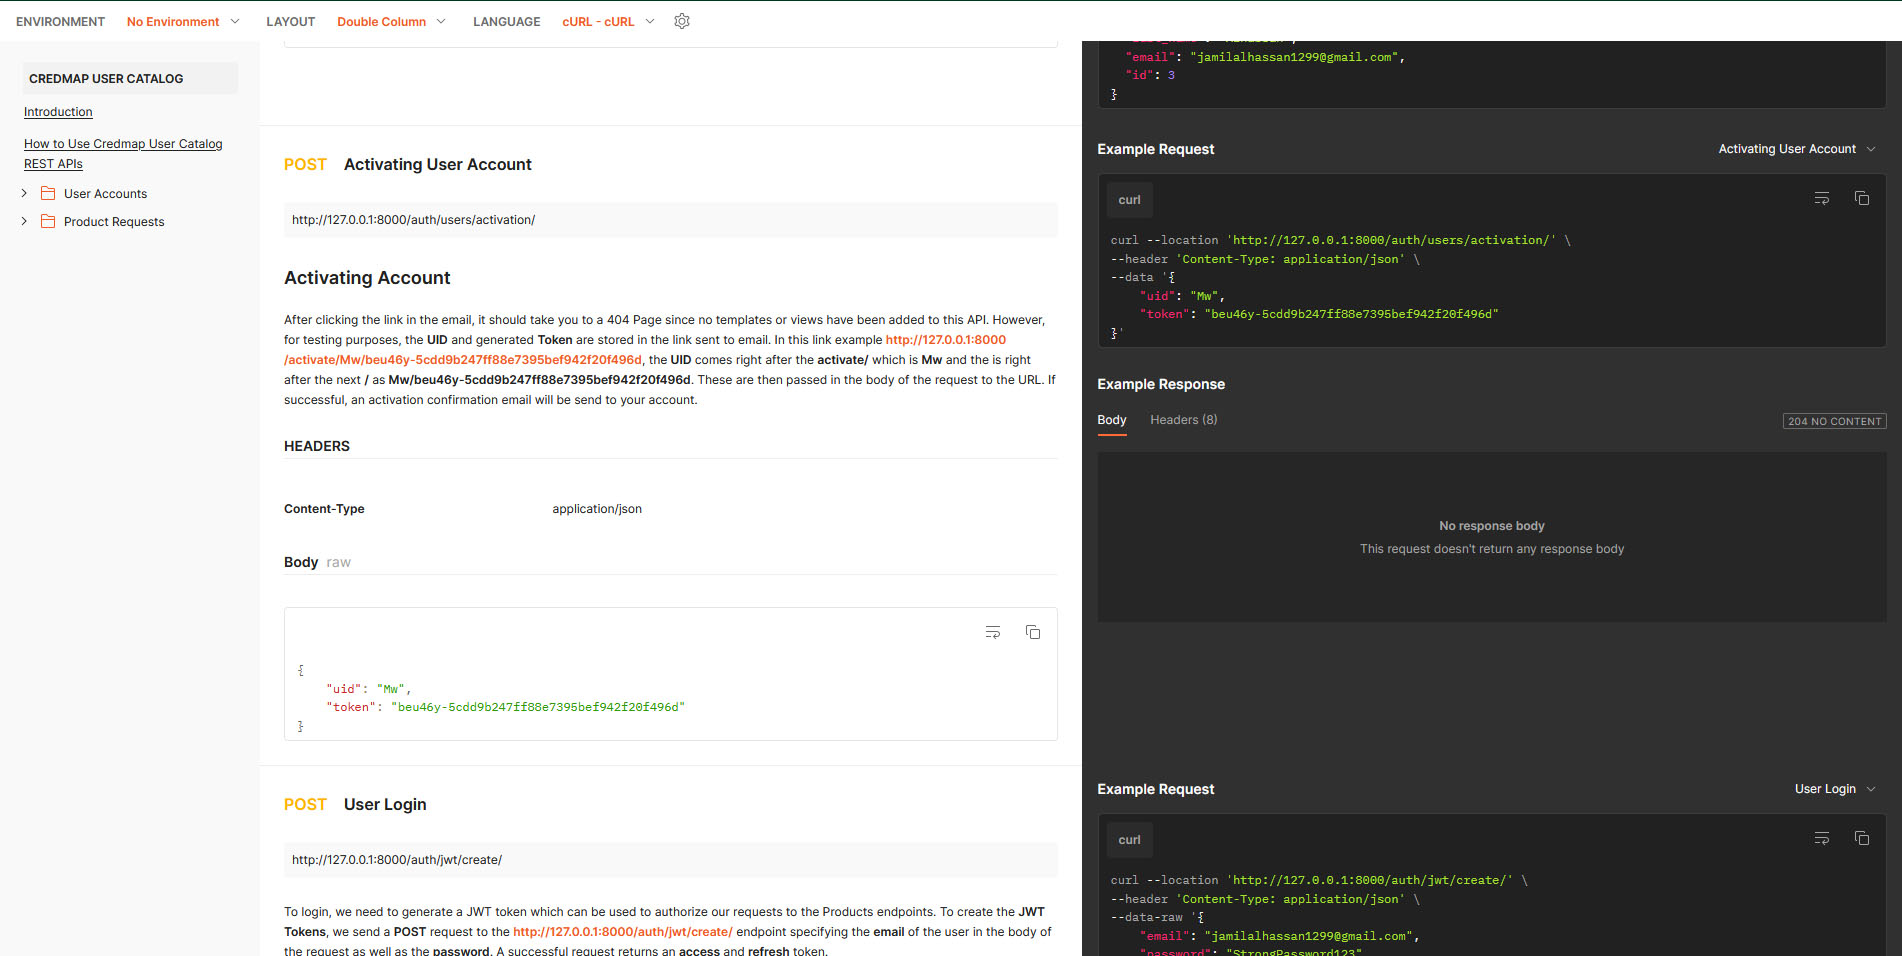 ENVIRONMENT No Environment LAYOUT Double Column LANGUAGE cURL - cURL
CREDMAP USER CATALOG
Introduction
How to Use Credmap User Catalog
REST APIs
User Accounts
Product Requests
POST Activating User Account
http://127.0.0.1:8000/auth/users/activation/
Activating Account
After clicking the link in the email, it should take you to a 404 Page since no templates or views have been added to this API. However,
for testing purposes, the UID and generated Token are stored in the link sent to email. In this link example http://127.0.0.1:8000
/activate/Mw/beu46y-5cdd9b247ff88e7395bef942f20f496d, the UID comes right after the activate/ which is Mw and the is right
after the next / as Mw/beu46y-5cdd9b247ff88e7395bef942f20f496d. These are then passed in the body of the request to the URL. If
successful, an activation confirmation email will be send to your account.
HEADERS
Content-Type application/json
Body raw
{
"uid": "Mw",
"token": "beu46y-5cdd9b247ff88e7395bef942f20f496d"
}
POST User Login
http://127.0.0.1:8000/auth/jwt/create/
To login, we need to generate a JWT token which can be used to authorize our requests to the Products endpoints. To create the JWT
Tokens, we send a POST request to the http://127.0.0.1:8000/auth/jwt/create/ endpoint specifying the email of the user in the body of
the request as well as the password. A successful request returns an access and refresh token.
"email": "jamilalhassan1299@gmail.com",
"id": 3
}
Example Request Activating User Account
curl
curl --location 'http://127.0.0.1:8000/auth/users/activation/' \
--header 'Content-Type: application/json' \
--data '{
"uid": "Mw",
"token": "beu46y-5cdd9b247ff88e7395bef942f20f496d"
}'
Example Response
Body Headers (8) 204 NO CONTENT
No response body
This request doesn't return any response body
Example Request User Login
curl
curl --location 'http://127.0.0.1:8000/auth/jwt/create/' \
--header 'Content-Type: application/json' \
--data-raw '{
"email": "jamilalhassan1299@gmail.com",
"password": "StrongPassword123"